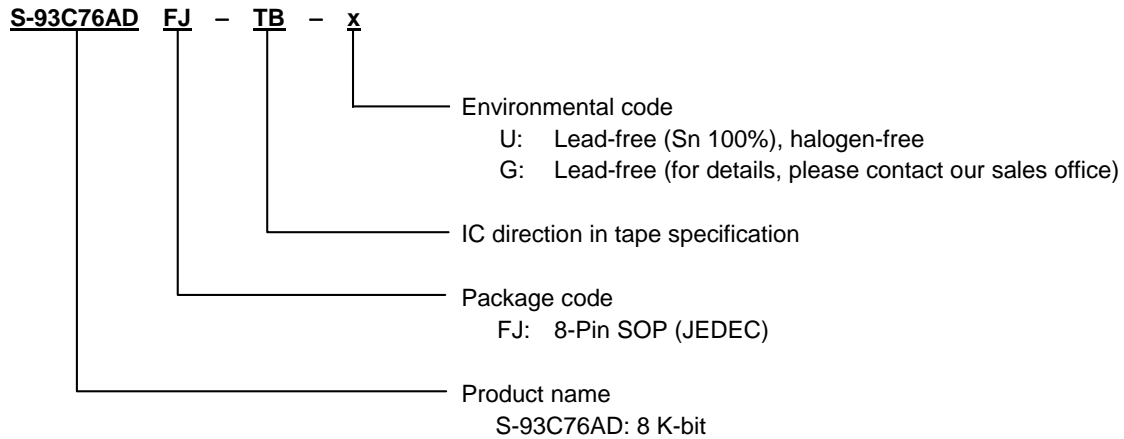 S-93C76AD FJ – TB – x
Environmental code
U: Lead-free (Sn 100%), halogen-free
G: Lead-free (for details, please contact our sales office)
IC direction in tape specification
Package code
FJ: 8-Pin SOP (JEDEC)
Product name
S-93C76AD: 8 K-bit